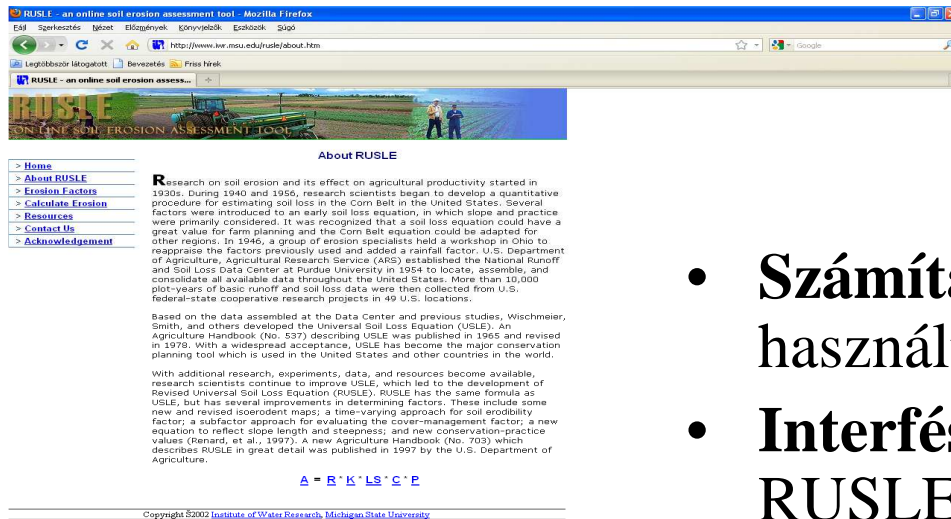 RUSLE - an online soil erosion assessment tool - Mozilla Firefox
Fájl Szerkesztés Nézet Előzmények Könyvjelzők Eszközök Súgó
http://www.iwr.msu.edu/rusle/about.htm
Google
Legtöbbször látogatott Bevezetés Friss hírek
RUSLE - an online soil erosion assess...
RUSLE
ON LINE SOIL EROSION ASSESSMENT TOOL
About RUSLE
> Home
> About RUSLE
> Erosion Factors
> Calculate Erosion
> Resources
> Contact Us
> Acknowledgement
Research on soil erosion and its effect on agricultural productivity started in
1930s. During 1940 and 1956, research scientists began to develop a quantitative
procedure for estimating soil loss in the Corn Belt in the United States. Several
factors were introduced to an early soil loss equation, in which slope and practice
were primarily considered. It was recognized that a soil loss equation could have a
great value for farm planning and the Corn Belt equation could be adapted for
other regions. In 1946, a group of erosion specialists held a workshop in Ohio to
reappraise the factors previously used and added a rainfall factor. U.S. Department
of Agriculture, Agricultural Research Service (ARS) established the National Runoff
and Soil Loss Data Center at Purdue University in 1954 to locate, assemble, and
consolidate all available data throughout the United States. More than 10,000
plot-years of basic runoff and soil loss data were then collected from U.S.
federal-state cooperative research projects in 49 U.S. locations.
Based on the data assembled at the Data Center and previous studies, Wischmeier,
Smith, and others developed the Universal Soil Loss Equation (USLE). An
Agriculture Handbook (No. 537) describing USLE was published in 1965 and revised
in 1978. With a widespread acceptance, USLE has become the major conservation
planning tool which is used in the United States and other countries in the world.
With additional research, experiments, data, and resources become available,
research scientists continue to improve USLE, which led to the development of
Revised Universal Soil Loss Equation (RUSLE). RUSLE has the same formula as
USLE, but has several improvements in determining factors. These include some
new and revised isoerodent maps; a time-varying approach for soil erodibility
factor; a subfactor approach for evaluating the cover-management factor; a new
equation to reflect slope length and steepness; and new conservation-practice
values (Renard, et al., 1997). A new Agriculture Handbook (No. 703) which
describes RUSLE in great detail was published in 1997 by the U.S. Department of
Agriculture.
A = R * K * LS * C * P
Copyright Š2002 Institute of Water Research, Michigan State University
• Számít
használ
• Interfés
RUSLE